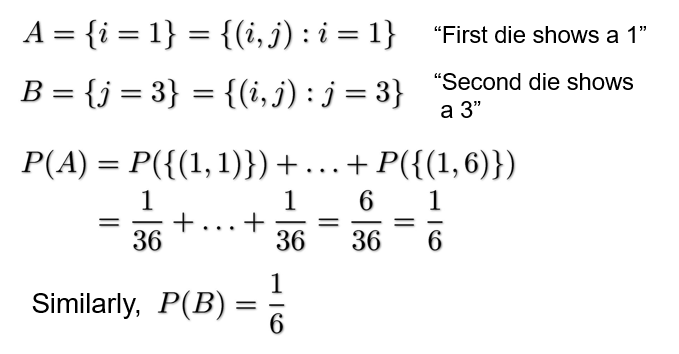 A = {i = 1} = {(i, j) : i = 1} “First die shows a 1”
B = {j = 3} = {(i, j) : j = 3} “Second die shows
a 3”
P(A) = P({(1, 1)}) + . . . + P({(1, 6)})
= 1/36 + . . . + 1/36 = 6/36 = 1/6
Similarly, P(B) = 1/6